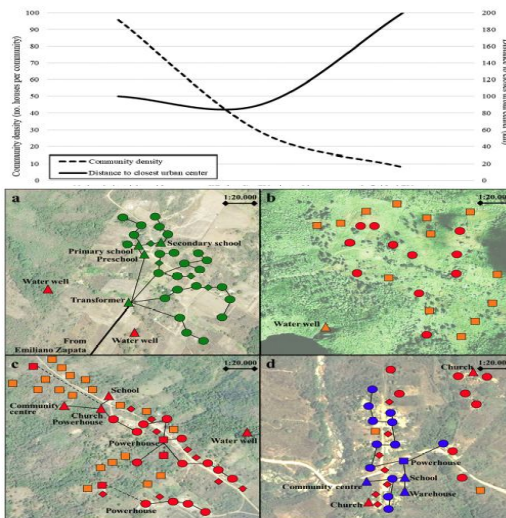 100
90
80
70
60
50
40
30
20
10
0
Community density (no. houses per community)
200
180
160
140
120
100
80
60
40
20
0
Community density
Distance to closest urban center
a
1:20.000
Primary school
Preschool
Secondary school
Water well
Transformer
Water well
From
Emiliano Zapata
b
1:20.000
Water well
c
1:20.000
School
Community
centre
Church
Powerhouse
Powerhouse
Water well
Powerhouse
d
1:20.000
Church
Powerhouse
Community centre
School
Warehouse
Church